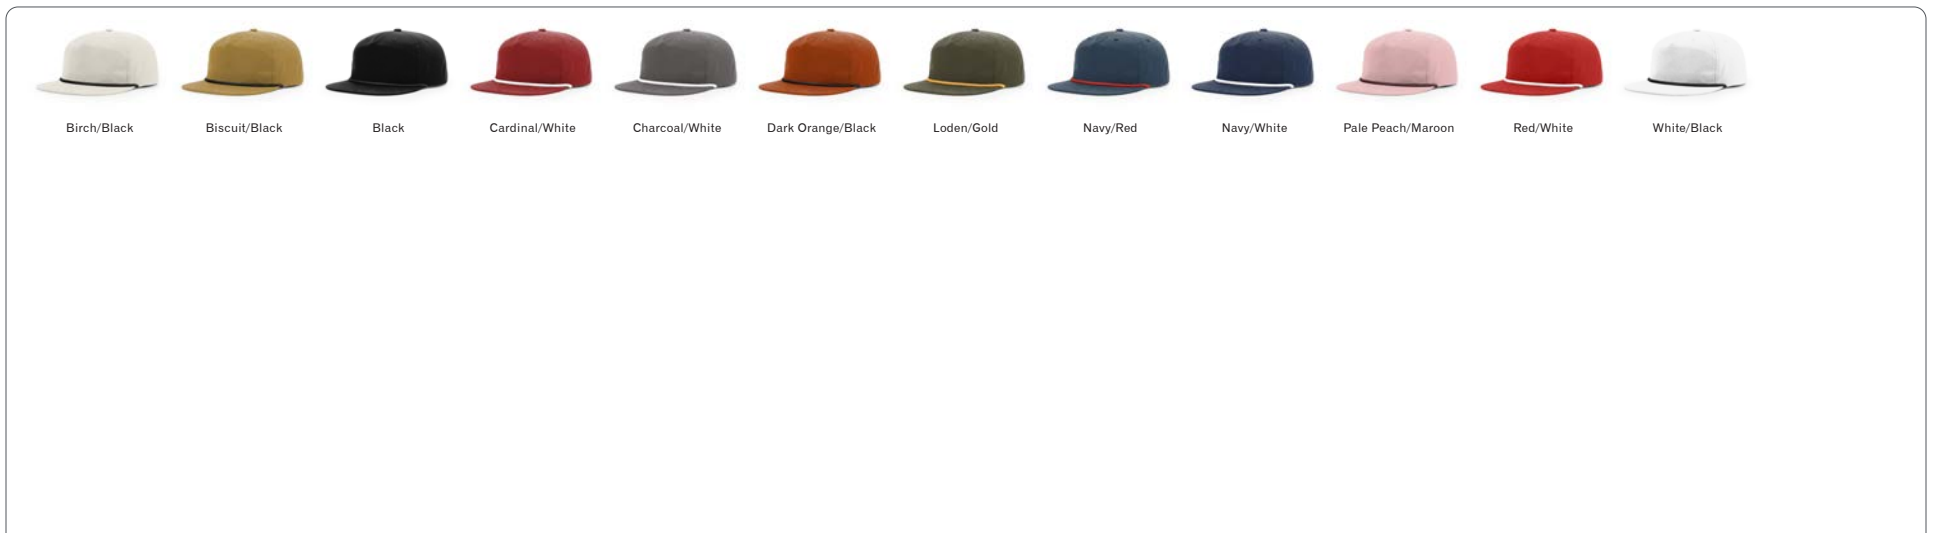 Birch/Black
Biscuit/Black
Black
Cardinal/White
Charcoal/White
Dark Orange/Black
Loden/Gold
Navy/Red
Navy/White
Pale Peach/Maroon
Red/White
White/Black